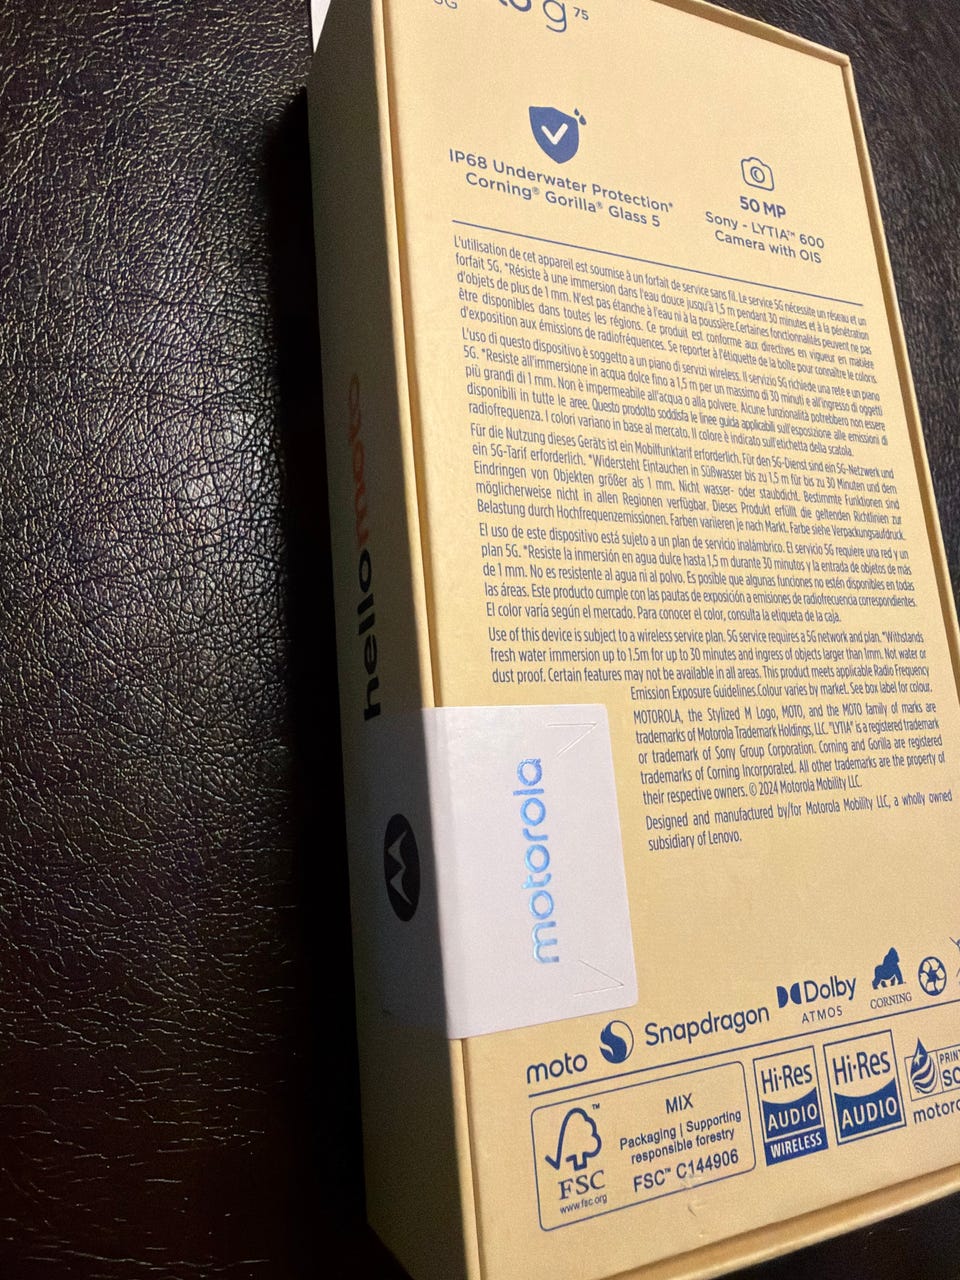 5G
g 75
IP68 Underwater Protection*
Corning® Gorilla® Glass 5
50 MP
Sony - LYTIA™ 600
Camera with OIS
L'utilisation de cet appareil est soumise à un forfait de service sans fil. Le service 5G nécessite un réseau et un
forfait 5G. *Résiste à une immersion dans l'eau douce jusqu'à 1,5 m pendant 30 minutes et à la pénétration
d'objets de plus de 1 mm. N'est pas étanche à l'eau ni à la poussière.Certaines fonctionnalités peuvent ne pas
être disponibles dans toutes les régions. Ce produit est conforme aux directives en vigueur en matière
d'exposition aux émissions de radiofréquences. Se reporter à l'étiquette de la boîte pour connaître le coloris.
L'uso di questo dispositivo è soggetto a un piano di servizi wireless. Il servizio 5G richiede una rete e un piano
5G. *Resiste all'immersione in acqua dolce fino a 1,5 m per un massimo di 30 minuti e all'ingresso di oggetti
più grandi di 1 mm. Non è impermeabile all'acqua o alla polvere. Alcune funzionalità potrebbero non essere
disponibili in tutte le aree. Questo prodotto soddisfa le linee guida applicabili sull'esposizione alle emissioni di
radiofrequenza. I colori variano in base al mercato. Il colore è indicato sull'etichetta della scatola.
Für die Nutzung dieses Geräts ist ein Mobilfunktarif erforderlich. Für den 5G-Dienst sind ein 5G-Netzwerk und
ein 5G-Tarif erforderlich. *Widersteht Eintauchen in Süßwasser bis zu 1,5 m für bis zu 30 Minuten und dem
Eindringen von Objekten größer als 1 mm. Nicht wasser- oder staubdicht. Bestimmte Funktionen sind
möglicherweise nicht in allen Regionen verfügbar. Dieses Produkt erfüllt die geltenden Richtlinien zur
Belastung durch Hochfrequenzemissionen. Farben variieren je nach Markt. Farbe siehe Verpackungsaufdruck.
El uso de este dispositivo está sujeto a un plan de servicio inalámbrico. El servicio 5G requiere una red y un
plan 5G. *Resiste la inmersión en agua dulce hasta 1,5 m durante 30 minutos y la entrada de objetos de más
de 1 mm. No es resistente al agua ni al polvo. Es posible que algunas funciones no estén disponibles en todas
las áreas. Este producto cumple con las pautas de exposición a emisiones de radiofrecuencia correspondientes.
El color varía según el mercado. Para conocer el color, consulta la etiqueta de la caja.
Use of this device is subject to a wireless service plan. 5G service requires a 5G network and plan. *Withstands
fresh water immersion up to 1.5m for up to 30 minutes and ingress of objects larger than 1mm. Not water or
dust proof. Certain features may not be available in all areas. This product meets applicable Radio Frequency
Emission Exposure Guidelines.Colour varies by market. See box label for colour.
MOTOROLA, the Stylized M Logo, MOTO, and the MOTO family of marks are
trademarks of Motorola Trademark Holdings, LLC. "LYTIA" is a registered trademark
or trademark of Sony Group Corporation. Corning and Gorilla are registered
trademarks of Corning Incorporated. All other trademarks are the property of
their respective owners. © 2024 Motorola Mobility LLC.
Designed and manufactured by/for Motorola Mobility LLC, a wholly owned
subsidiary of Lenovo.
hellomoto
motorola
moto Snapdragon Dolby
ATMOS
CORNING
FSC™
www.fsc.org
MIX
Packaging | Supporting
responsible forestry
FSC™ C144906
Hi-Res
AUDIO
WIRELESS
Hi-Res
AUDIO